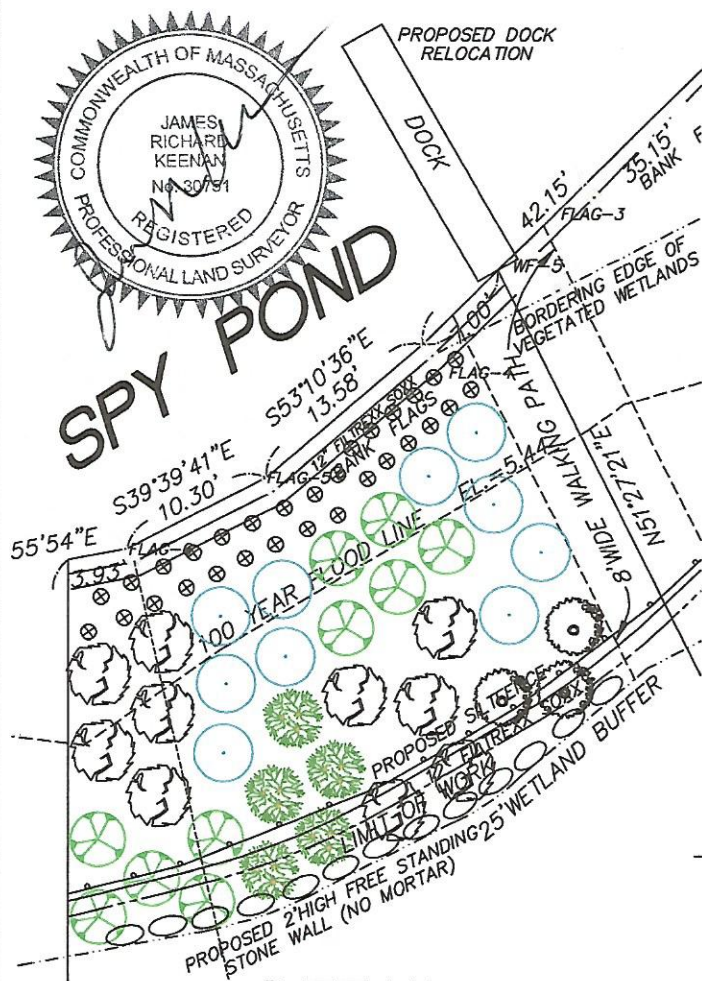 COMMONWEALTH OF MASSACHUSETTS
JAMES
RICHARD
KEENAN
No. 30751
REGISTERED
PROFESSIONAL LAND SURVEYOR
PROPOSED DOCK
RELOCATION
DOCK
SPY POND
42.15'
35.15'
BANK
FLAG-3
WF-5
BORDERING EDGE OF
VEGETATED WETLANDS
S53°10'36"E
13.58'
FLAG-4
12" FILTREXX SOXX
BANK FLAGS
S39°39'41"E
10.30'
FLAG-5
55'54"E
3.93'
100 YEAR FLOOD LINE EL.=5.44
8'WIDE WALKING PATH
N51°27'21"E
PROPOSED SILTFENCE
12" FILTREXX SOXX
LIMIT OF WORK
25'WETLAND BUFFER
PROPOSED 2'HIGH FREE STANDING
STONE WALL (NO MORTAR)